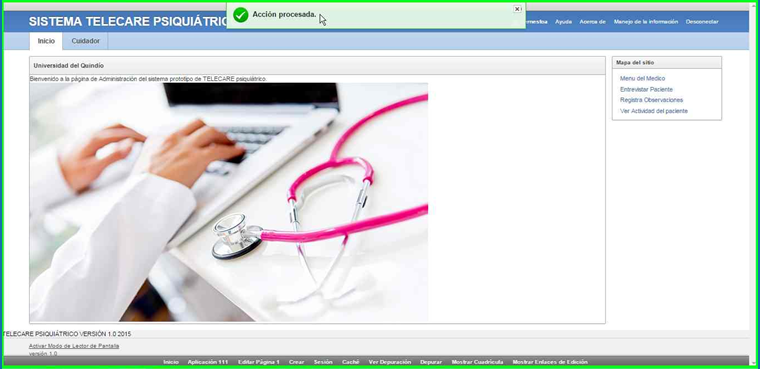 SISTEMA TELECARE PSIQUIÁTRIC
Acción procesada.
Ayuda Acerca de Manejo de la información Desconectar
Inicio Cuidador
Universidad del Quindío
Bienvenido a la página de Administración del sistema prototipo de TELECARE psiquiátrico.
Mapa del sitio
Menu del Medico
Entrevistar Paciente
Registra Observaciones
Ver Actividad del paciente
TELECARE PSIQUIÁTRICO VERSIÓN 1.0 2015
Activar Modo de Lector de Pantalla
versión 1.0
Inicio Aplicación 111 Editar Página 1 Crear Sesión Caché Ver Depuración Depurar Mostrar Cuadrícula Mostrar Enlaces de Edición